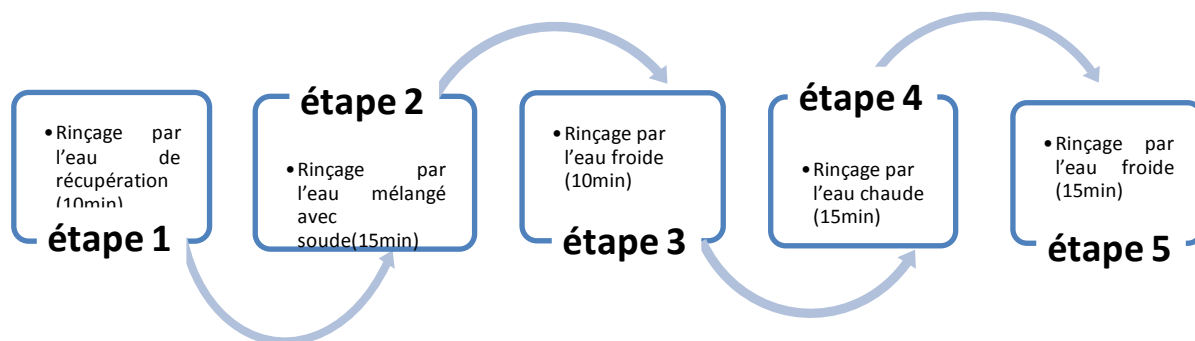 •Rinçage par
l'eau de
récupération
(10min)
étape 1
étape 2
•Rinçage par
l'eau mélangé
avec
soude(15min)
•Rinçage par
l'eau froide
(10min)
étape 3
étape 4
•Rinçage par
l'eau chaude
(15min)
•Rinçage par
l'eau froide
(15min)
étape 5